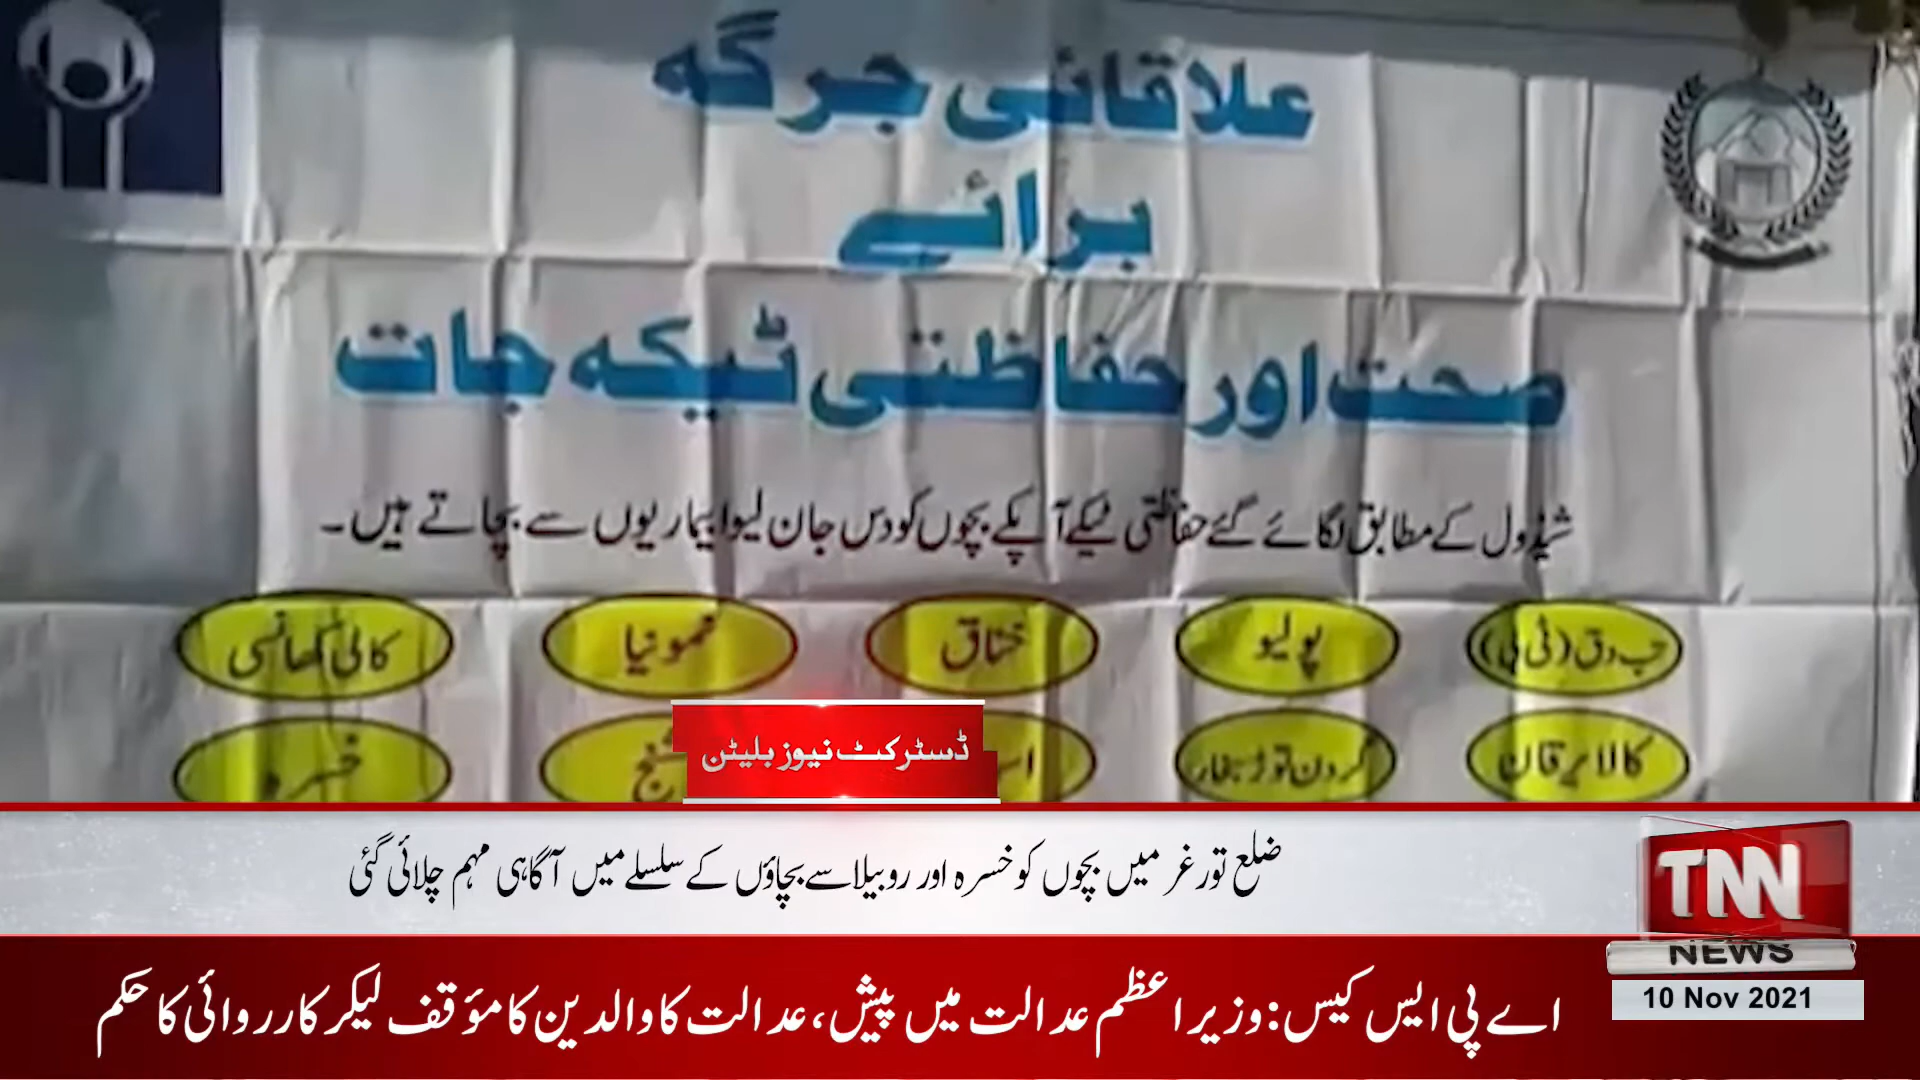 علاقائی جرگہ
برائے
صحت اور حفاظتی ٹیکہ جات
شیڈول کے مطابق لگائے گئے حفاظتی ٹیکے آپکے بچوں کو دس جان لیوا بیماریوں سے بچاتے ہیں۔
تپ دق (ٹی بی) پولیو خناق نمونیا کالی کھانسی
کالا یرقان گردن توڑ بخار خسرہ
ڈسٹرکٹ نیوز بلیٹن
ضلع تورغر میں بچوں کو خسرہ اور روبیلا سے بچاؤں کے سلسلے میں آگاہی مہم چلائی گئی
TNN
NEWS
10 Nov 2021
اے پی ایس کیس: وزیراعظم عدالت میں پیش، عدالت کا والدین کا مؤقف لیکر کارروائی کا حکم